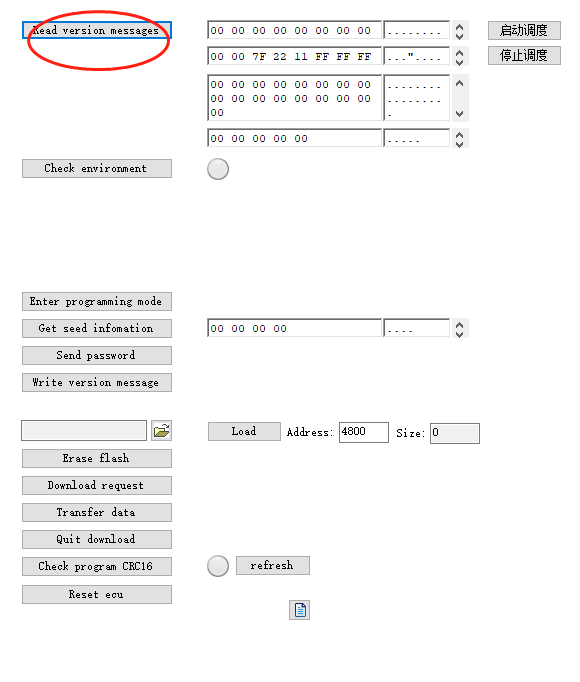 Read version messages 00 00 00 00 00 00 00 00 ........ 启动调度
00 00 7F 22 11 FF FF FF ...".... 停止调度
00 00 00 00 00 00 00 00 ........
00 00 00 00 00 00 00 00 ........
00 .
00 00 00 00 00 .....
Check environment
Enter programming mode
Get seed infomation 00 00 00 00 ....
Send password
Write version message
Load Address: 4800 Size: 0
Erase flash
Download request
Transfer data
Quit download
Check program CRC16 refresh
Reset ecu